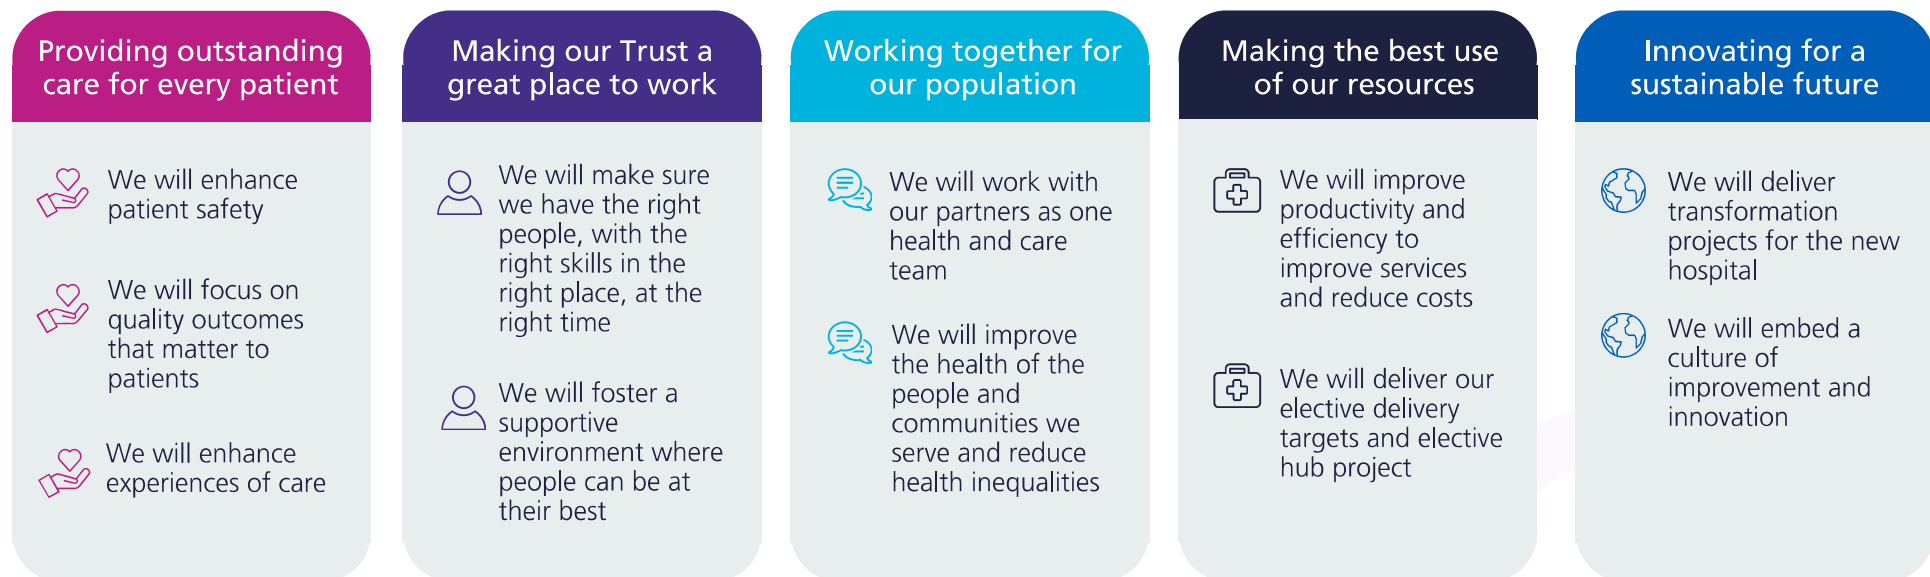 Providing outstanding
care for every patient
We will enhance
patient safety
We will focus on
quality outcomes
that matter to
patients
We will enhance
experiences of care
Making our Trust a
great place to work
We will make sure
we have the right
people, with the
right skills in the
right place, at the
right time
We will foster a
supportive
environment where
people can be at
their best
Working together for
our population
We will work with
our partners as one
health and care
team
We will improve
the health of the
people and
communities we
serve and reduce
health inequalities
Making the best use
of our resources
We will improve
productivity and
efficiency to
improve services
and reduce costs
We will deliver our
elective delivery
targets and elective
hub project
Innovating for a
sustainable future
We will deliver
transformation
projects for the new
hospital
We will embed a
culture of
improvement and
innovation